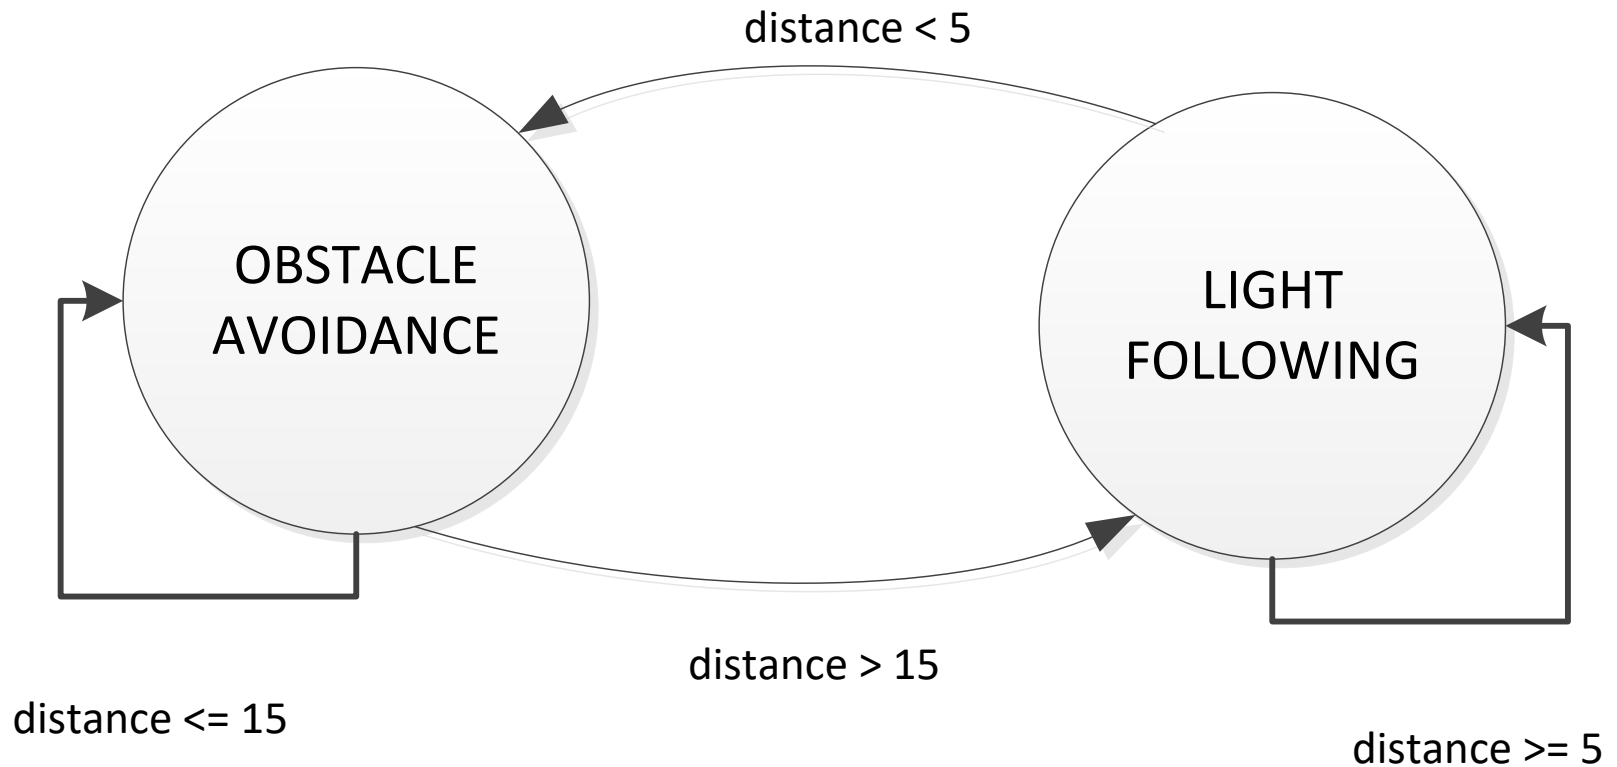 distance < 5
OBSTACLE
AVOIDANCE
LIGHT
FOLLOWING
distance > 15
distance <= 15
distance >= 5